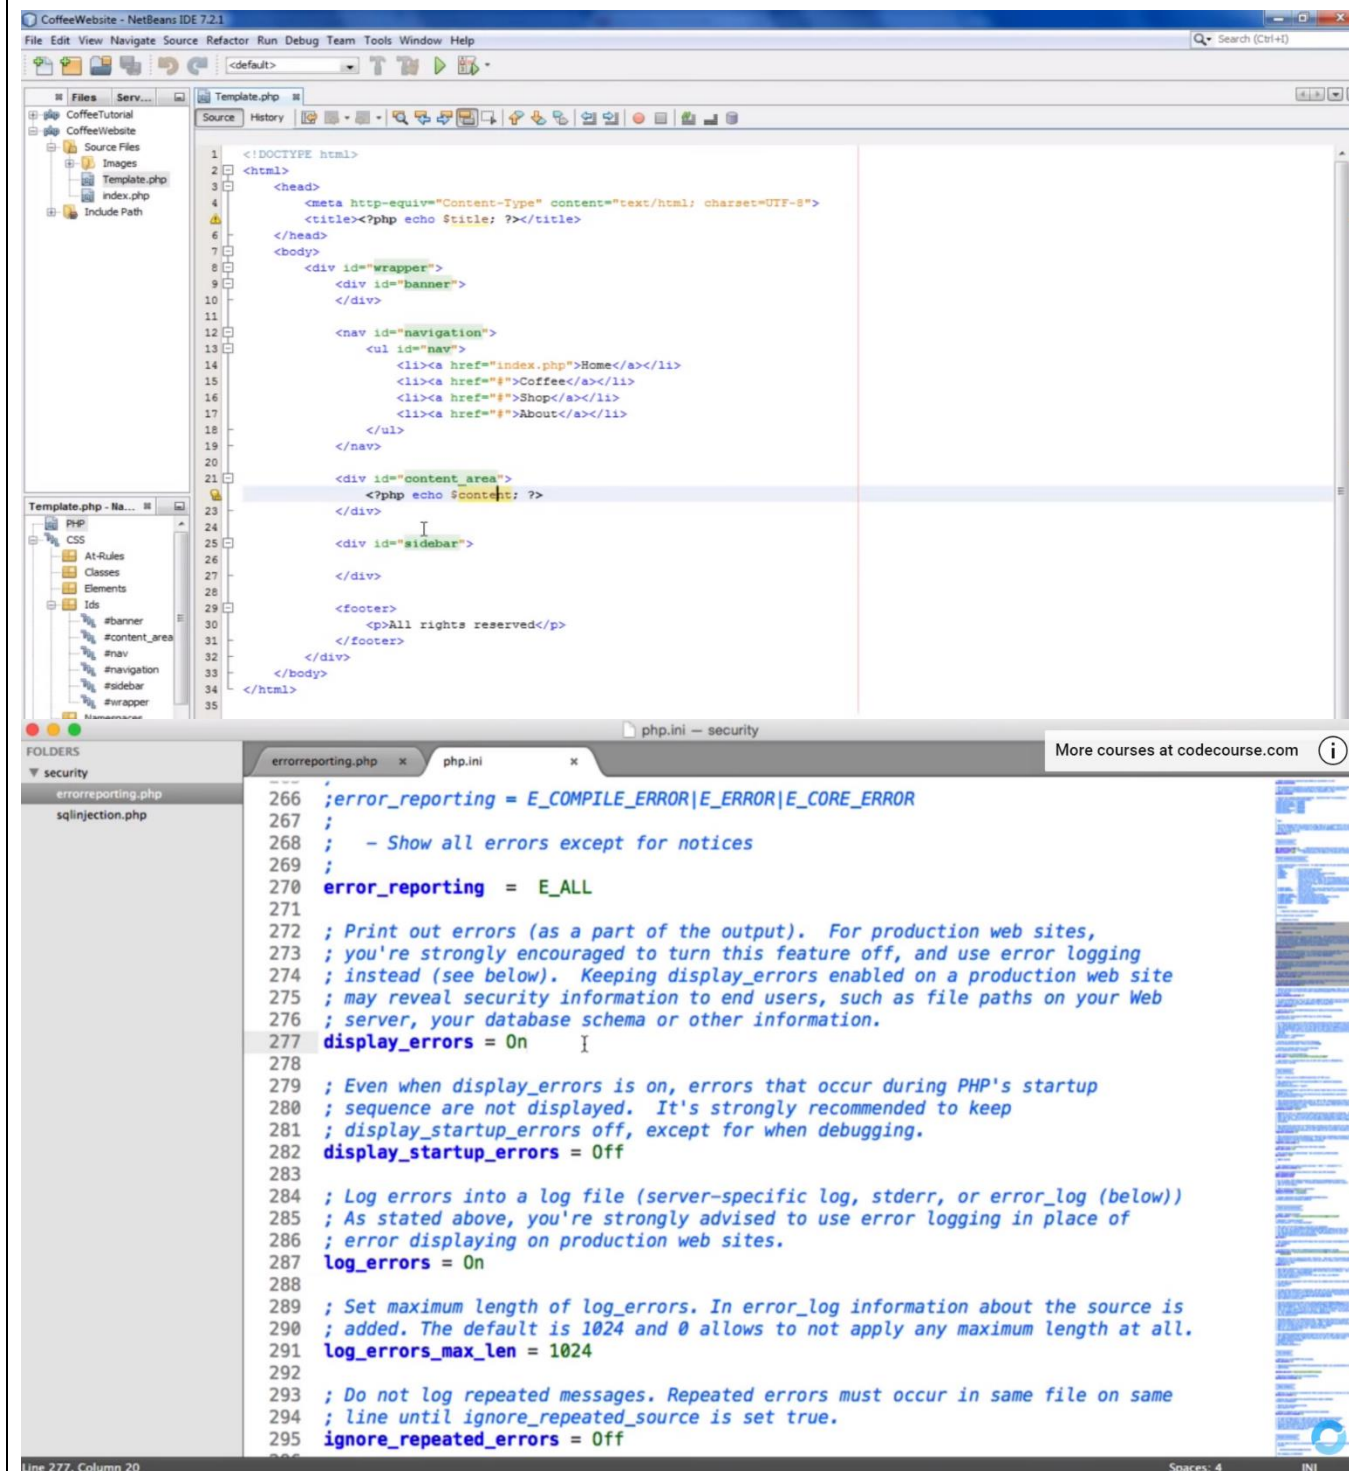 CoffeeWebsite - NetBeans IDE 7.2.1
File Edit View Navigate Source Refactor Run Debug Team Tools Window Help
Search (Ctrl+I)
<default>
Files Serv...
Template.php
CoffeeTutorial
CoffeeWebsite
Source Files
Images
Template.php
index.php
Include Path
Source History
1 <!DOCTYPE html>
2 <html>
3 <head>
4 <meta http-equiv="Content-Type" content="text/html; charset=UTF-8">
<title><?php echo $title; ?></title>
6 </head>
7 <body>
8 <div id="wrapper">
9 <div id="banner">
10 </div>
11
12 <nav id="navigation">
13 <ul id="nav">
14 <li><a href="index.php">Home</a></li>
15 <li><a href="#">Coffee</a></li>
16 <li><a href="#">Shop</a></li>
17 <li><a href="#">About</a></li>
18 </ul>
19 </nav>
20
21 <div id="content_area">
<?php echo $content; ?>
23 </div>
24
25 <div id="sidebar">
26
27 </div>
28
29 <footer>
30 <p>All rights reserved</p>
31 </footer>
32 </div>
33 </body>
34 </html>
35
Template.php - Na...
PHP
CSS
At-Rules
Classes
Elements
Ids
#banner
#content_area
#nav
#navigation
#sidebar
#wrapper
Namespaces
php.ini — security
More courses at codecourse.com
FOLDERS
security
errorreporting.php
sqlinjection.php
errorreporting.php
php.ini
266 ;error_reporting = E_COMPILE_ERROR|E_ERROR|E_CORE_ERROR
267 ;
268 ; - Show all errors except for notices
269 ;
270 error_reporting = E_ALL
271
272 ; Print out errors (as a part of the output). For production web sites,
273 ; you're strongly encouraged to turn this feature off, and use error logging
274 ; instead (see below). Keeping display_errors enabled on a production web site
275 ; may reveal security information to end users, such as file paths on your Web
276 ; server, your database schema or other information.
277 display_errors = On
278
279 ; Even when display_errors is on, errors that occur during PHP's startup
280 ; sequence are not displayed. It's strongly recommended to keep
281 ; display_startup_errors off, except for when debugging.
282 display_startup_errors = Off
283
284 ; Log errors into a log file (server-specific log, stderr, or error_log (below))
285 ; As stated above, you're strongly advised to use error logging in place of
286 ; error displaying on production web sites.
287 log_errors = On
288
289 ; Set maximum length of log_errors. In error_log information about the source is
290 ; added. The default is 1024 and 0 allows to not apply any maximum length at all.
291 log_errors_max_len = 1024
292
293 ; Do not log repeated messages. Repeated errors must occur in same file on same
294 ; line until ignore_repeated_source is set true.
295 ignore_repeated_errors = Off
Line 277, Column 20
Spaces: 4
INI